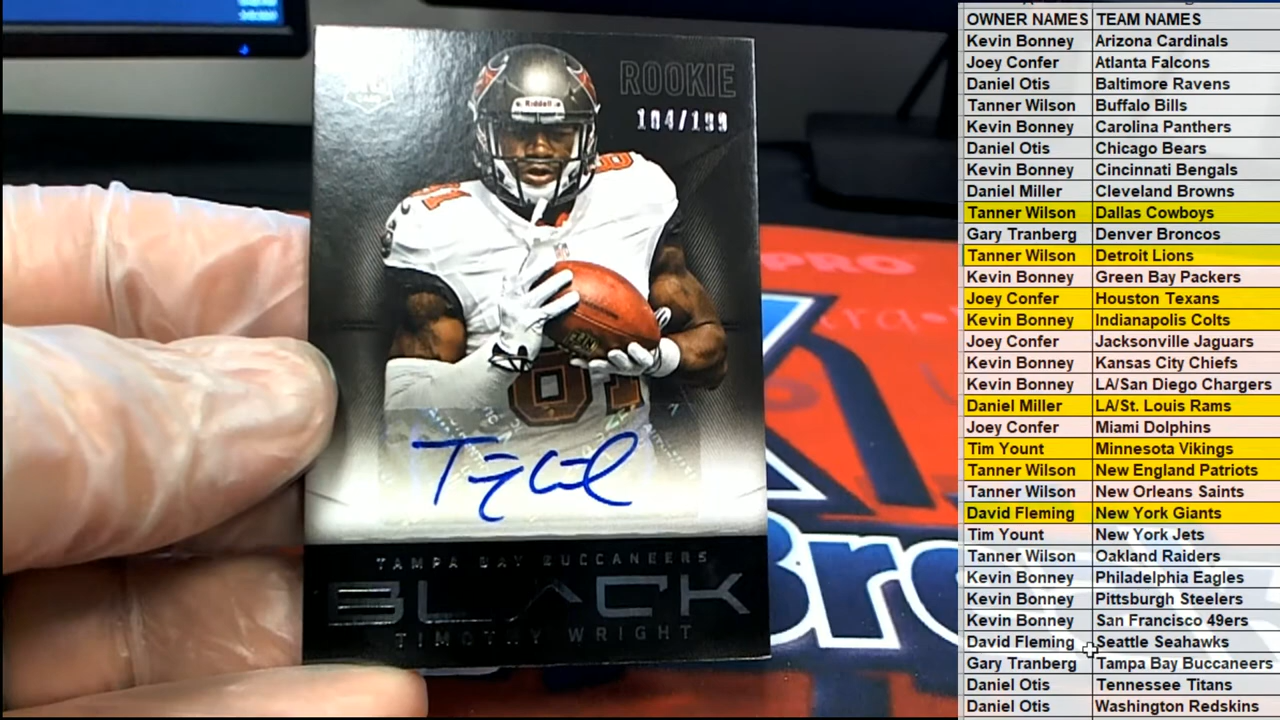 ROOKIE
104/199
Riddell
81
81
TAMPA BAY BUCCANEERS
BLACK
TIMOTHY WRIGHT
PRO
Bro
OWNER NAMES TEAM NAMES
Kevin Bonney Arizona Cardinals
Joey Confer Atlanta Falcons
Daniel Otis Baltimore Ravens
Tanner Wilson Buffalo Bills
Kevin Bonney Carolina Panthers
Daniel Otis Chicago Bears
Kevin Bonney Cincinnati Bengals
Daniel Miller Cleveland Browns
Tanner Wilson Dallas Cowboys
Gary Tranberg Denver Broncos
Tanner Wilson Detroit Lions
Kevin Bonney Green Bay Packers
Joey Confer Houston Texans
Kevin Bonney Indianapolis Colts
Joey Confer Jacksonville Jaguars
Kevin Bonney Kansas City Chiefs
Kevin Bonney LA/San Diego Chargers
Daniel Miller LA/St. Louis Rams
Joey Confer Miami Dolphins
Tim Yount Minnesota Vikings
Tanner Wilson New England Patriots
Tanner Wilson New Orleans Saints
David Fleming New York Giants
Tim Yount New York Jets
Tanner Wilson Oakland Raiders
Kevin Bonney Philadelphia Eagles
Kevin Bonney Pittsburgh Steelers
Kevin Bonney San Francisco 49ers
David Fleming Seattle Seahawks
Gary Tranberg Tampa Bay Buccaneers
Daniel Otis Tennessee Titans
Daniel Otis Washington Redskins